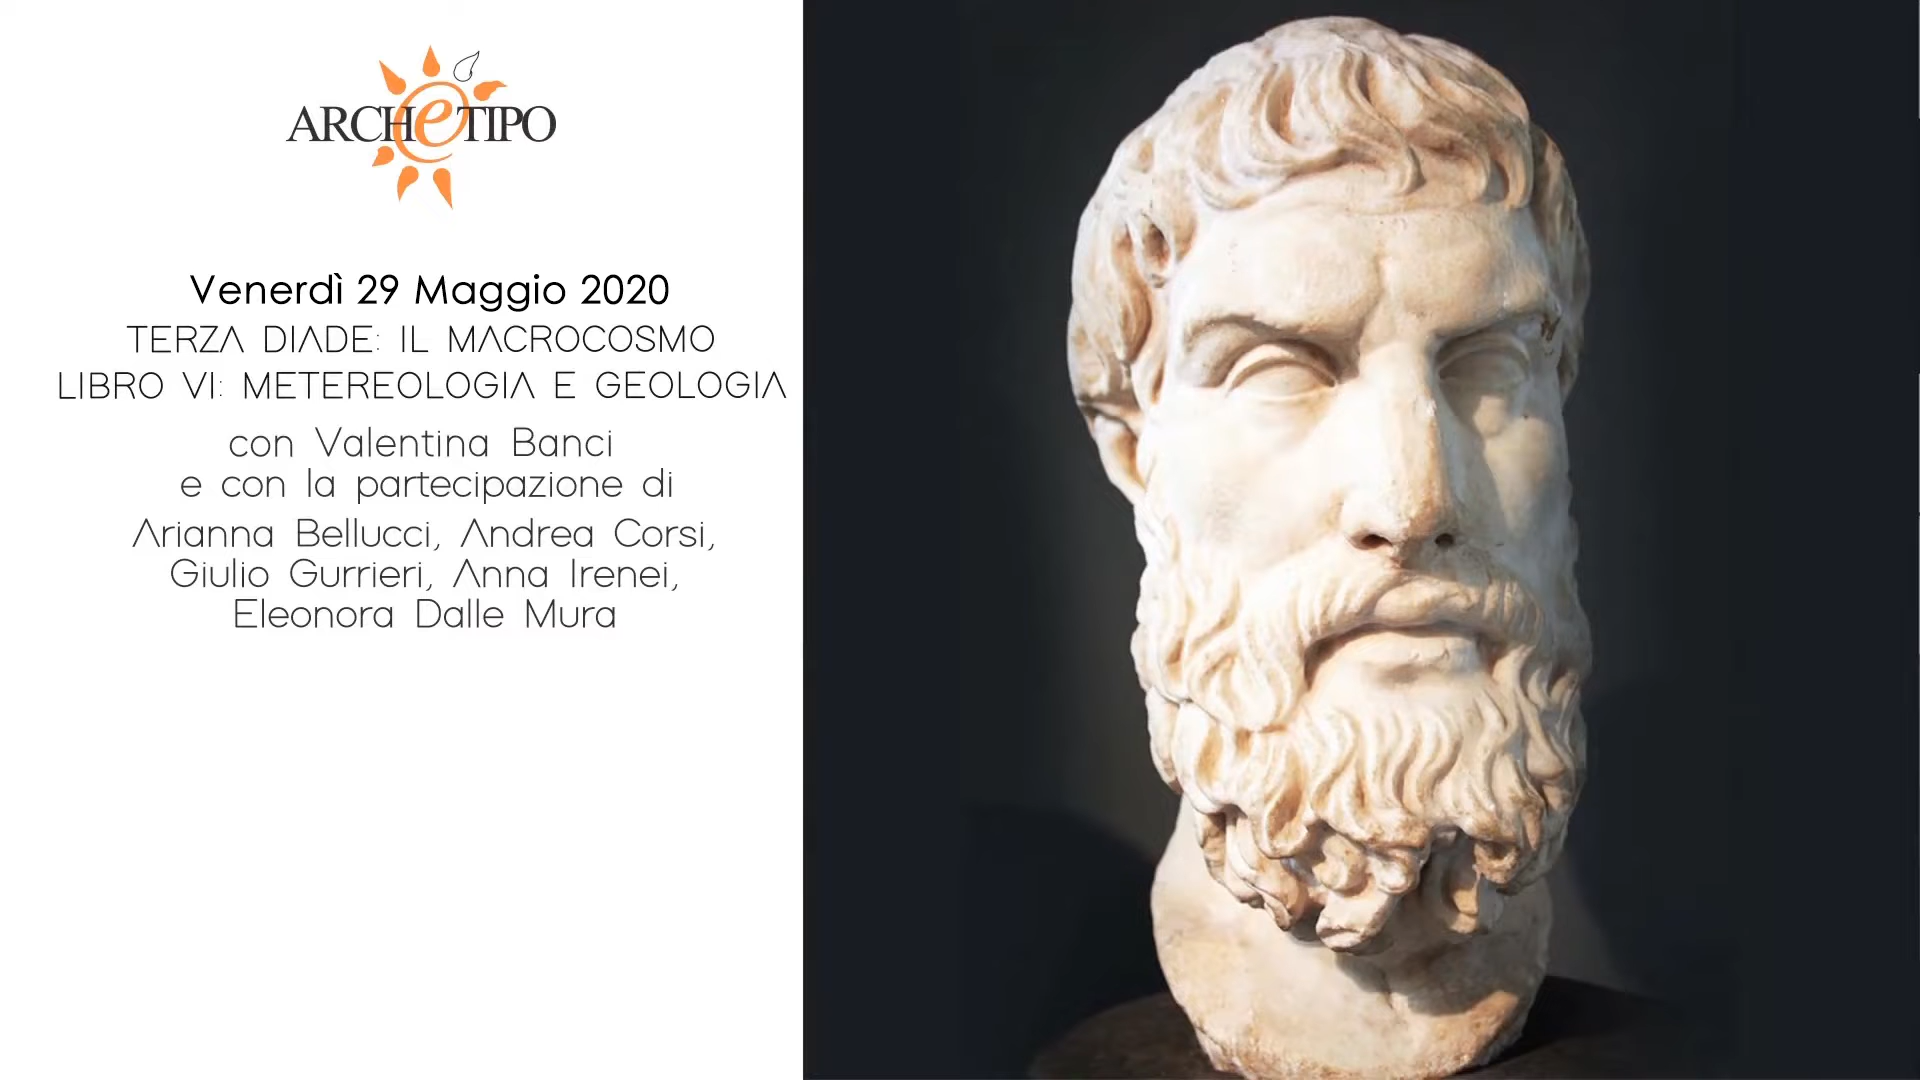 ARCHeTIPO
Venerdì 29 Maggio 2020
TERZA DIADE: IL MACROCOSMO
LIBRO VI: METEREOLOGIA E GEOLOGIA
con Valentina Banci
e con la partecipazione di
Arianna Bellucci, Andrea Corsi,
Giulio Gurrieri, Anna Irenei,
Eleonora Dalle Mura